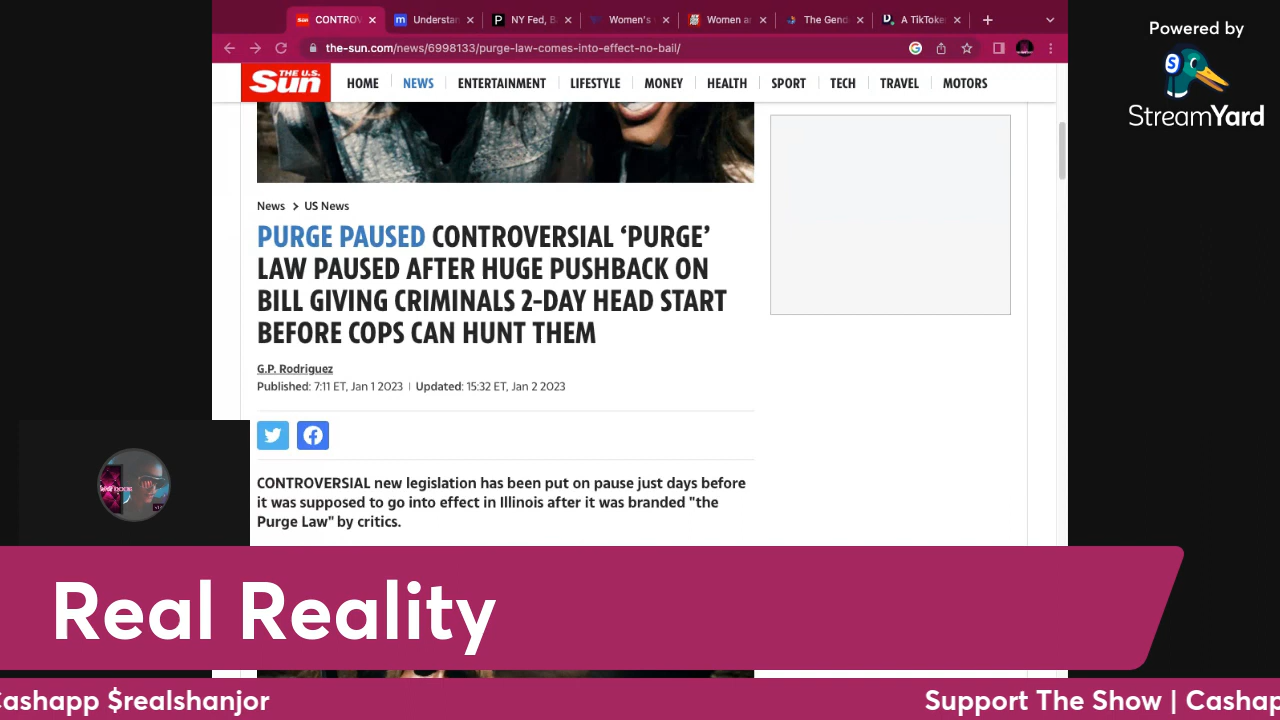 CONTROV
Understan
NY Fed, B
Women's
Women ar
The Gend
A TikToker
the-sun.com/news/6998133/purge-law-comes-into-effect-no-bail/
Powered by
StreamYard
THE U.S. Sun
HOME NEWS ENTERTAINMENT LIFESTYLE MONEY HEALTH SPORT TECH TRAVEL MOTORS
News > US News
PURGE PAUSED CONTROVERSIAL ‘PURGE’
LAW PAUSED AFTER HUGE PUSHBACK ON
BILL GIVING CRIMINALS 2-DAY HEAD START
BEFORE COPS CAN HUNT THEM
G.P. Rodriguez
Published: 7:11 ET, Jan 1 2023 | Updated: 15:32 ET, Jan 2 2023
CONTROVERSIAL new legislation has been put on pause just days before
it was supposed to go into effect in Illinois after it was branded "the
Purge Law" by critics.
Real Reality
Cashapp $realshanjor
Support The Show | Cashap